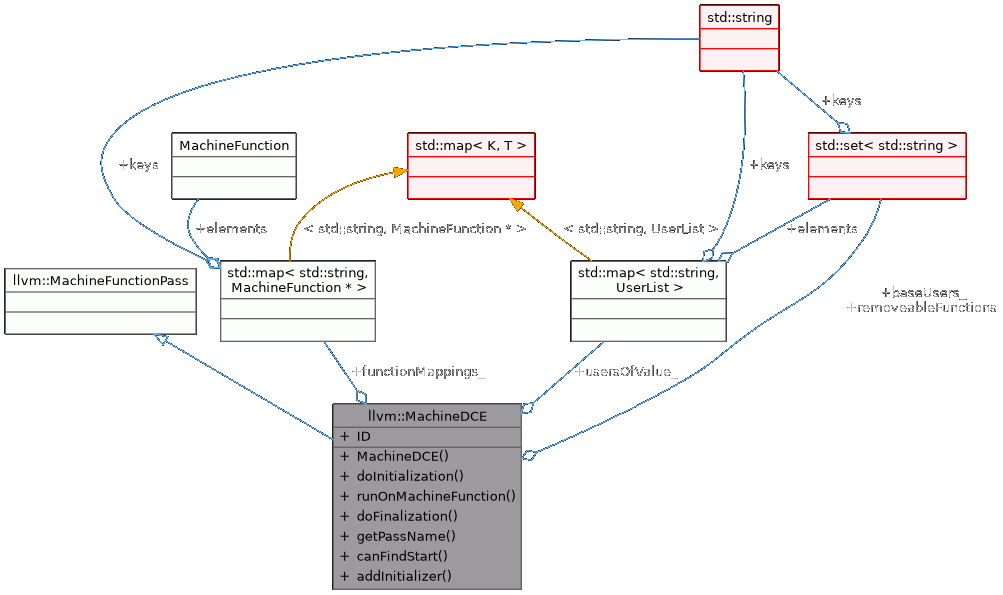 std::string
+keys
MachineFunction
std::map< K, T >
std::set< std::string >
+keys
+keys
+elements
< std::string, MachineFunction * >
< std::string, UserList >
+elements
llvm::MachineFunctionPass
std::map< std::string,
MachineFunction * >
std::map< std::string,
UserList >
+baseUsers_
+removeableFunctions
+functionMappings_
+usersOfValue_
llvm::MachineDCE
+ ID
+ MachineDCE()
+ doInitialization()
+ runOnMachineFunction()
+ doFinalization()
+ getPassName()
+ canFindStart()
+ addInitializer()